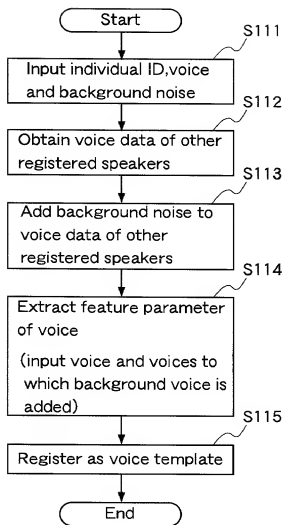 Start
S111
Input individual ID,voice
and background noise
S112
Obtain voice data of other
registered speakers
S113
Add background noise to
voice data of other
registered speakers
S114
Extract feature parameter
of voice
(input voice and voices to
which background voice is
added)
S115
Register as voice template
End